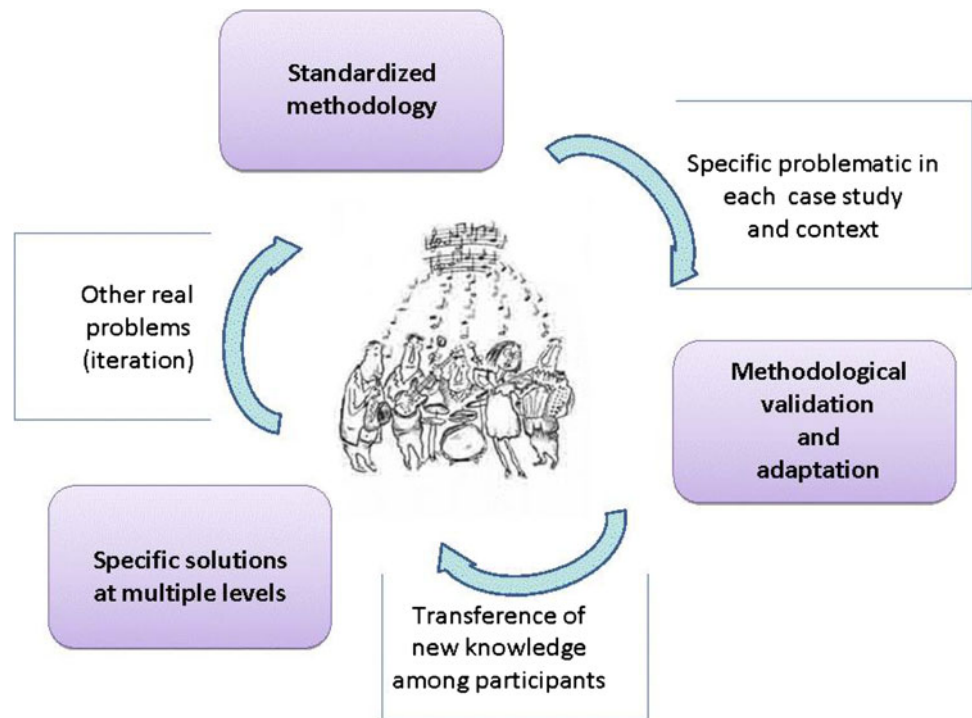 Standardized
methodology
Specific problematic in
each case study
and context
Other real
problems
(iteration)
Methodological
validation
and
adaptation
Specific solutions
at multiple levels
Transference of
new knowledge
among participants